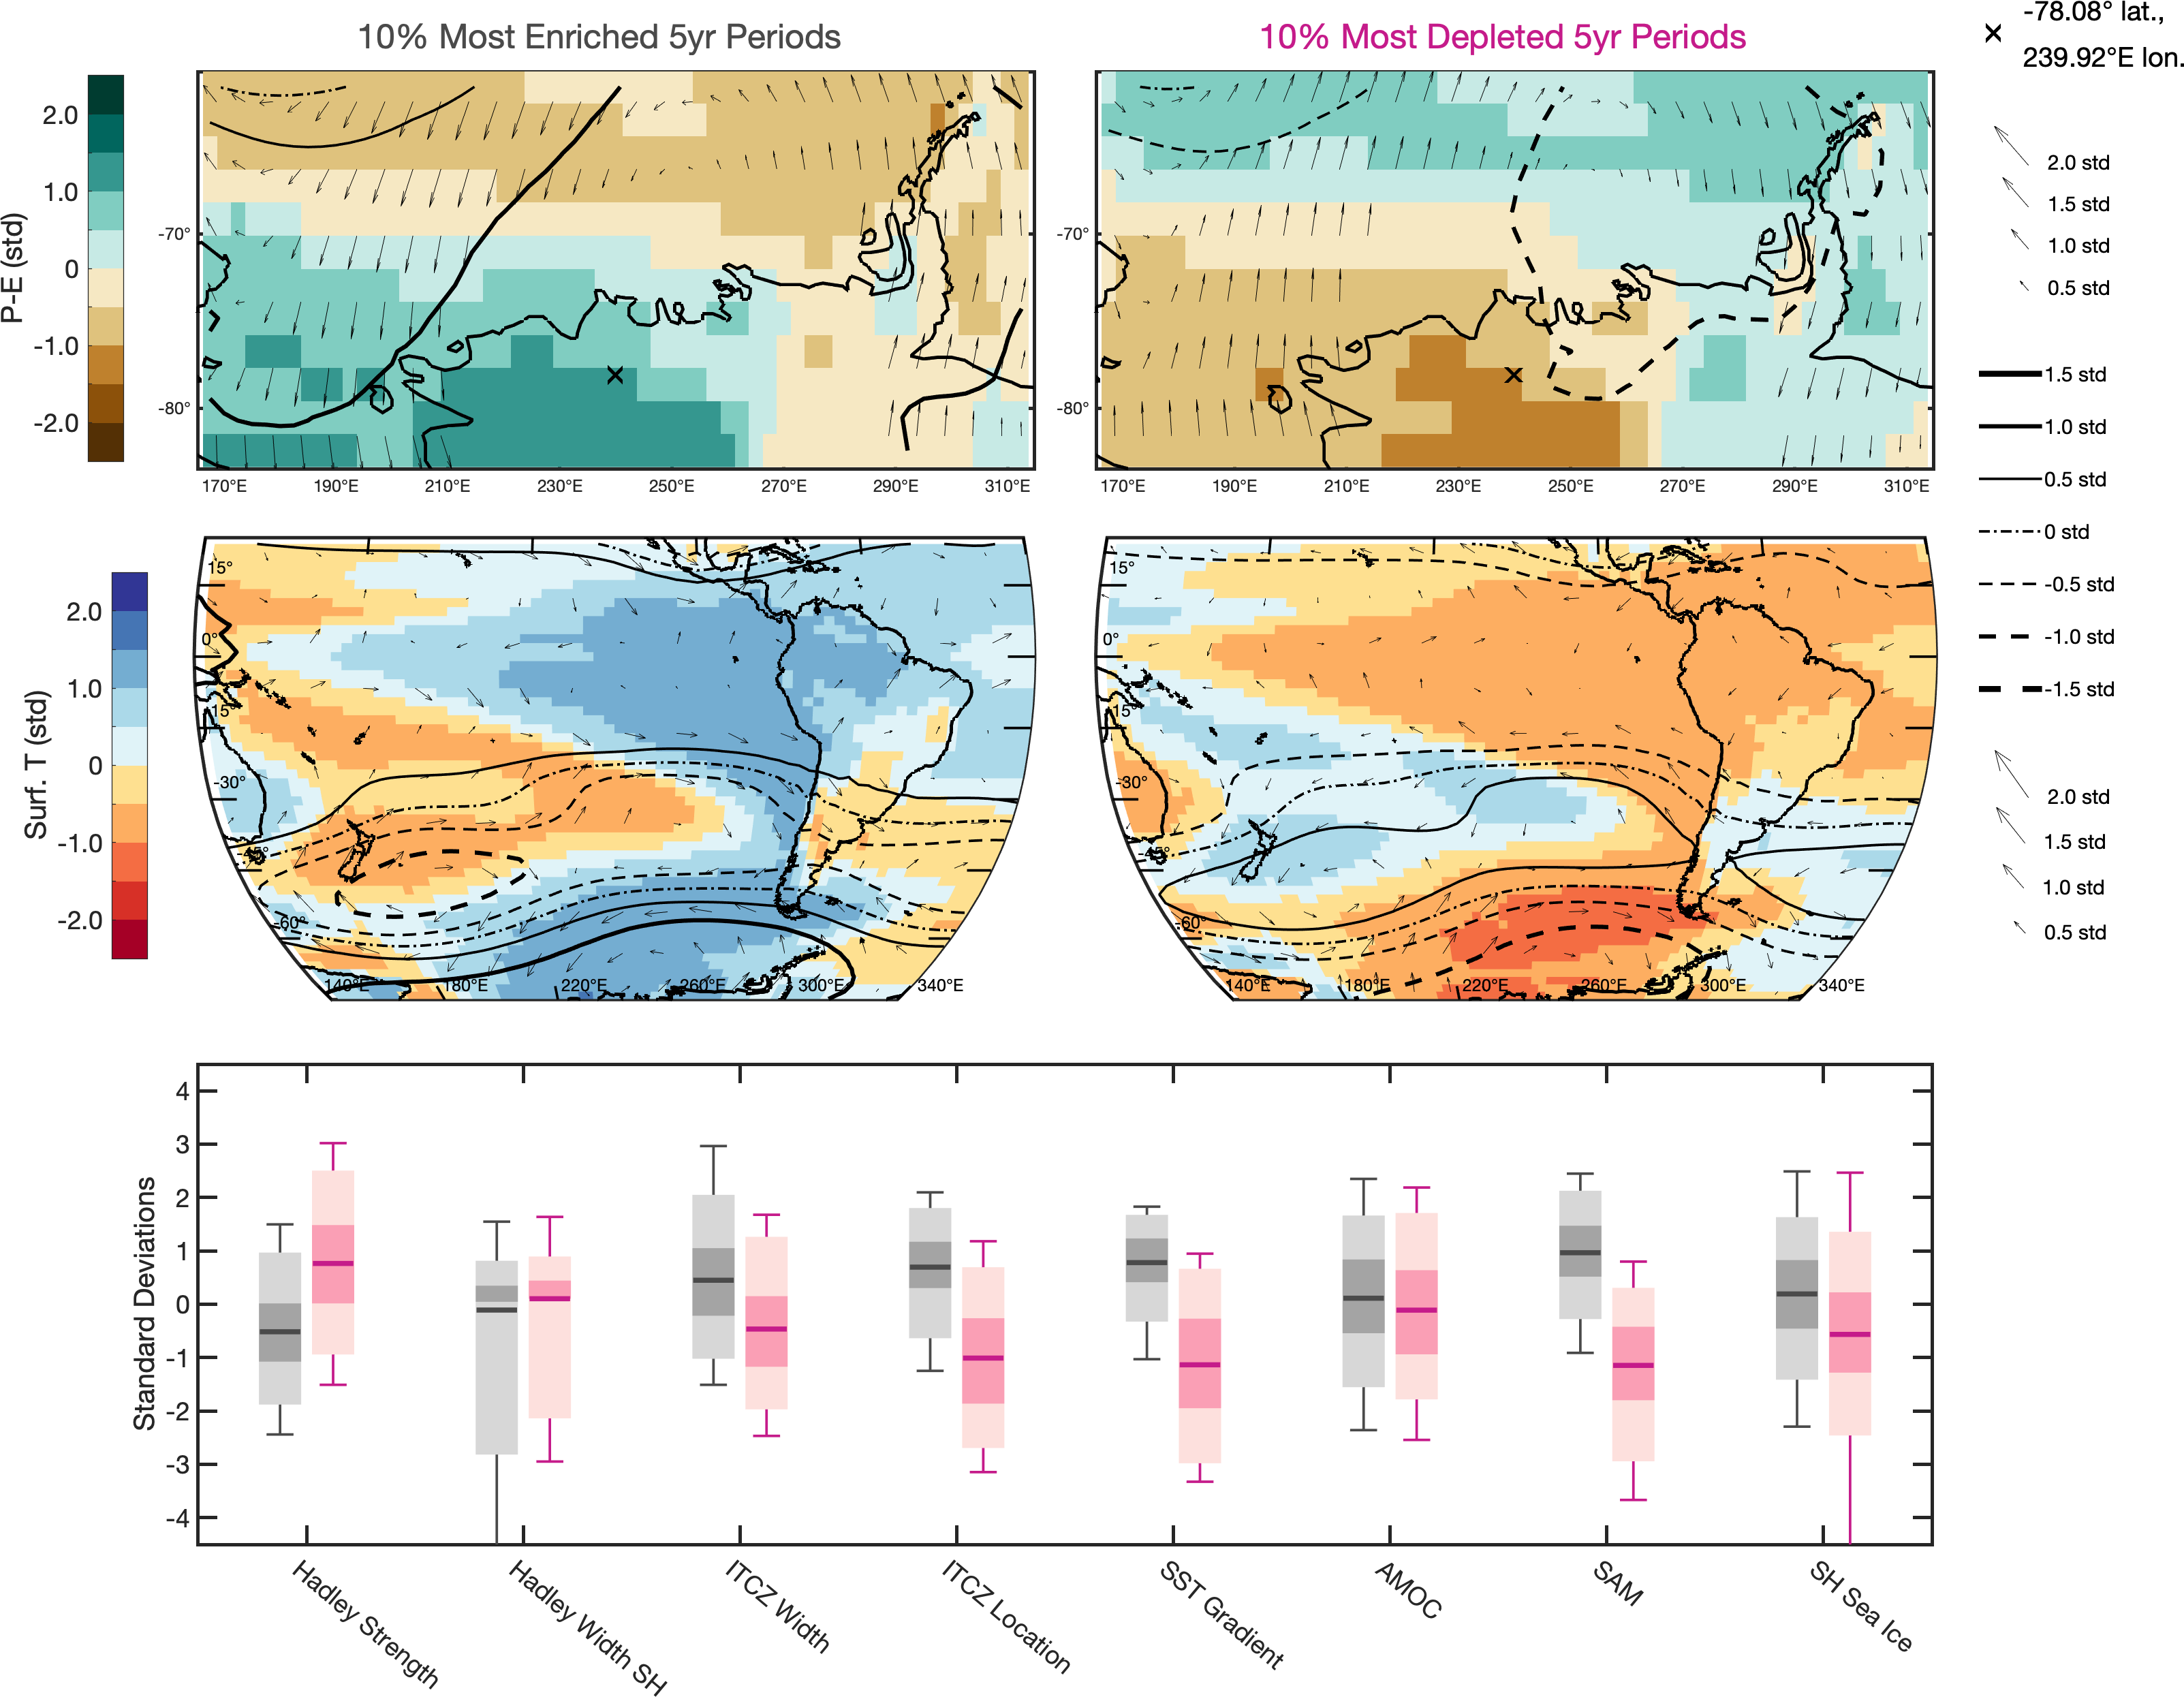 10% Most Enriched 5yr Periods
10% Most Depleted 5yr Periods
-78.08° lat.,
239.92°E lon.
P-E (std)
2.0
1.0
0
-1.0
-2.0
-70°
-80°
170°E
190°E
210°E
230°E
250°E
270°E
290°E
310°E
-70°
-80°
170°E
190°E
210°E
230°E
250°E
270°E
290°E
310°E
2.0 std
1.5 std
1.0 std
0.5 std
1.5 std
1.0 std
0.5 std
0 std
-0.5 std
-1.0 std
-1.5 std
Surf. T (std)
2.0
1.0
0
-1.0
-2.0
15°
0°
-15°
-30°
-45°
-60°
140°E
180°E
220°E
260°E
300°E
340°E
15°
0°
-15°
-30°
-45°
-60°
140°E
180°E
220°E
260°E
300°E
340°E
2.0 std
1.5 std
1.0 std
0.5 std
Standard Deviations
4
3
2
1
0
-1
-2
-3
-4
Hadley Strength
Hadley Width SH
ITCZ Width
ITCZ Location
SST Gradient
AMOC
SAM
SH Sea Ice